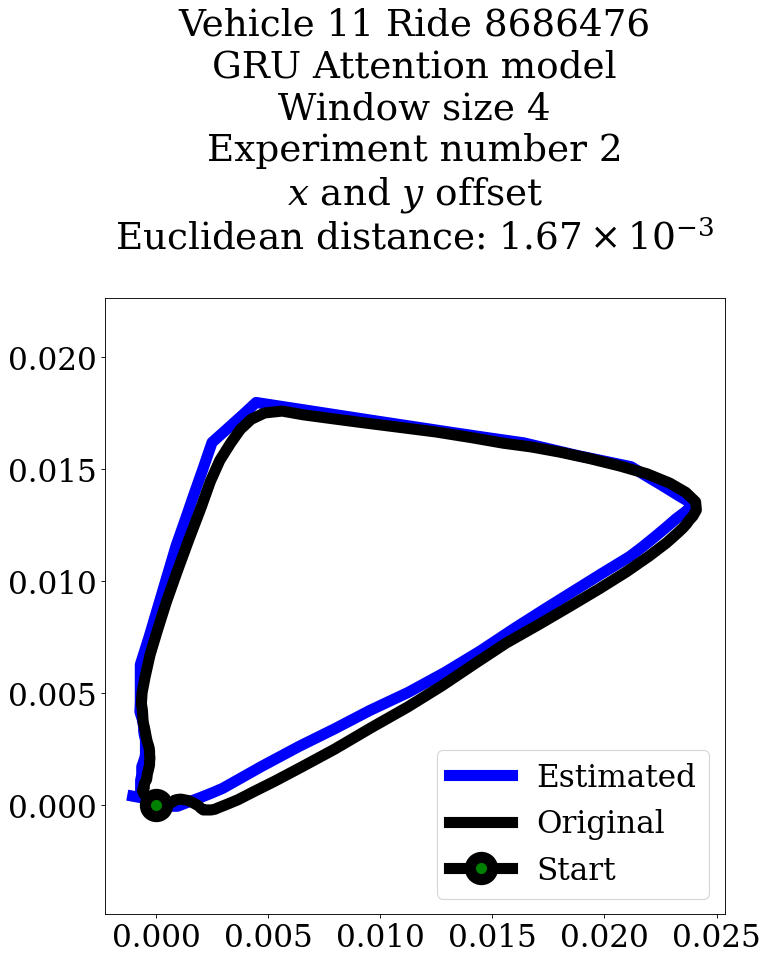 Vehicle 11 Ride 8686476
GRU Attention model
Window size 4
Experiment number 2
x and y offset
Euclidean distance: 1.67 × 10⁻³
0.020
0.015
0.010
0.005
0.000
Estimated
Original
Start
0.000 0.005 0.010 0.015 0.020 0.025